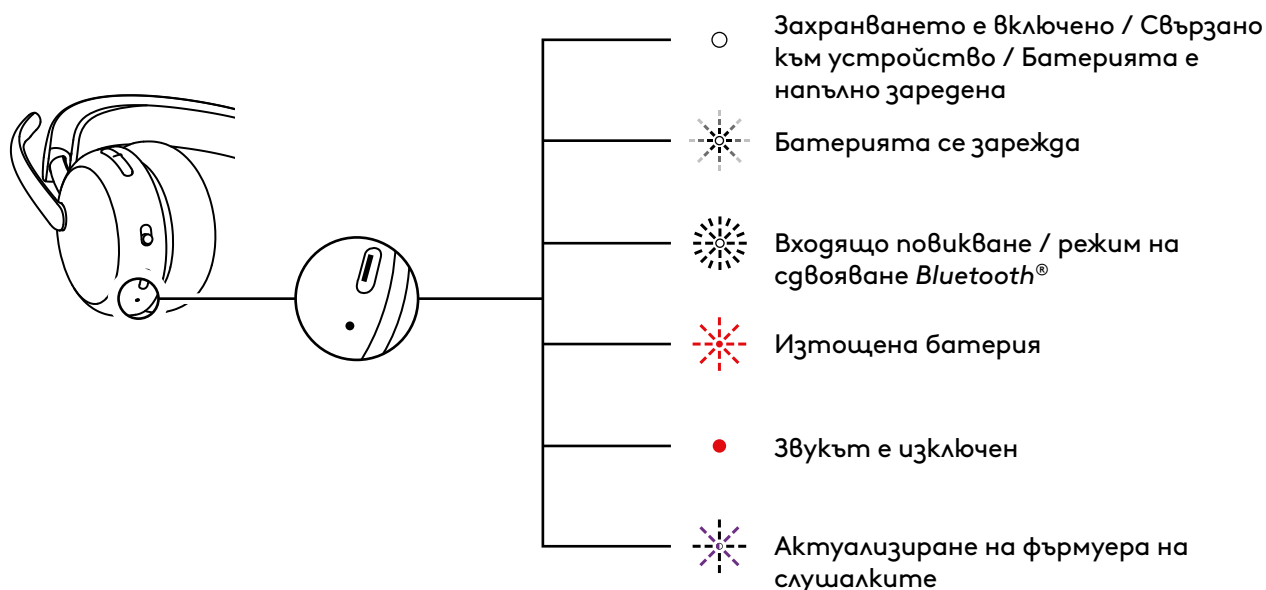 Захранването е включено / Свързано
към устройство / Батерията е
напълно заредена
Батерията се зарежда
Входящо повикване / режим на
сдвояване Bluetooth®
Изтощена батерия
Звукът е изключен
Актуализиране на фърмуера на
слушалките